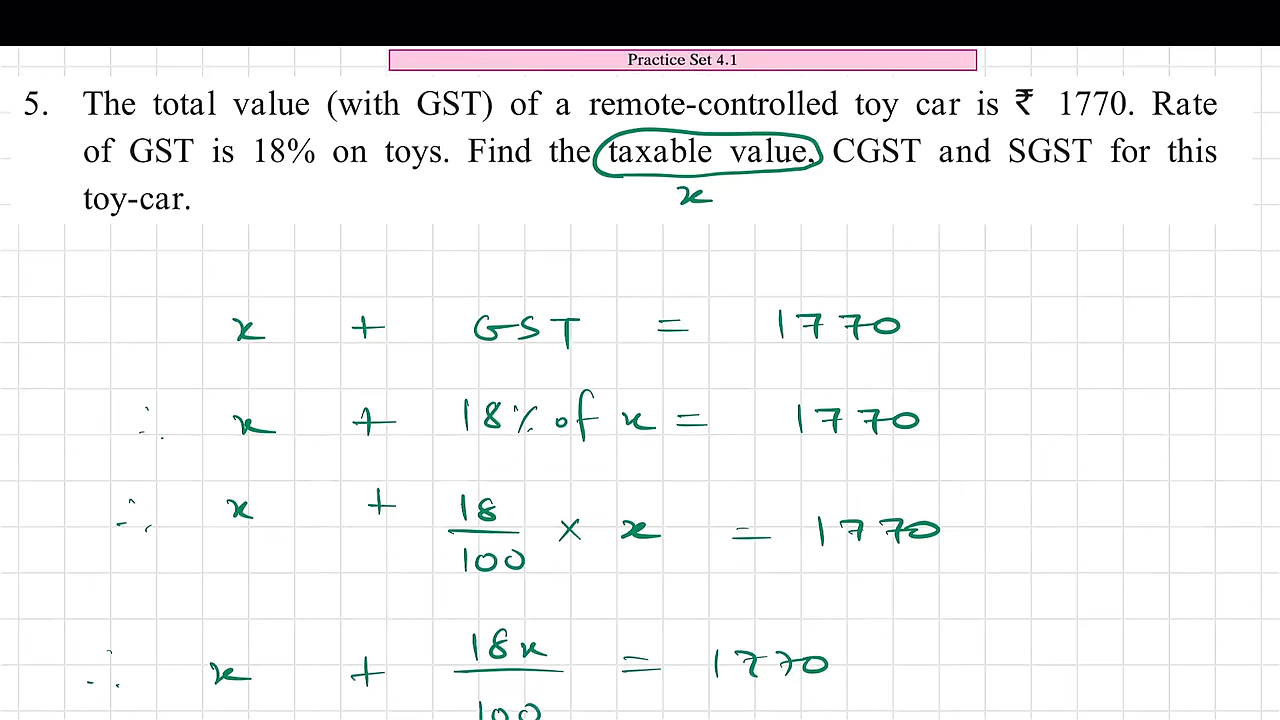 Practice Set 4.1
5. The total value (with GST) of a remote-controlled toy car is ₹ 1770. Rate
of GST is 18% on toys. Find the taxable value, CGST and SGST for this
toy-car.
x
x + GST = 1770
∴ x + 18% of x = 1770
∴ x + 18/100 × x = 1770
∴ x + 18x/100 = 1770